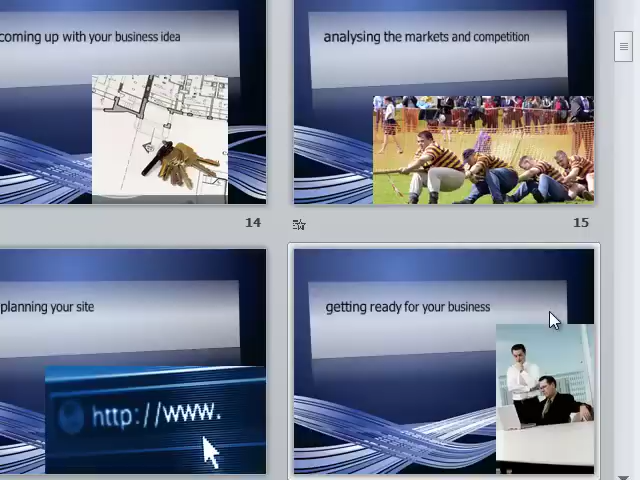 coming up with your business idea
analysing the markets and competition
14
15
planning your site
http://www.
getting ready for your business